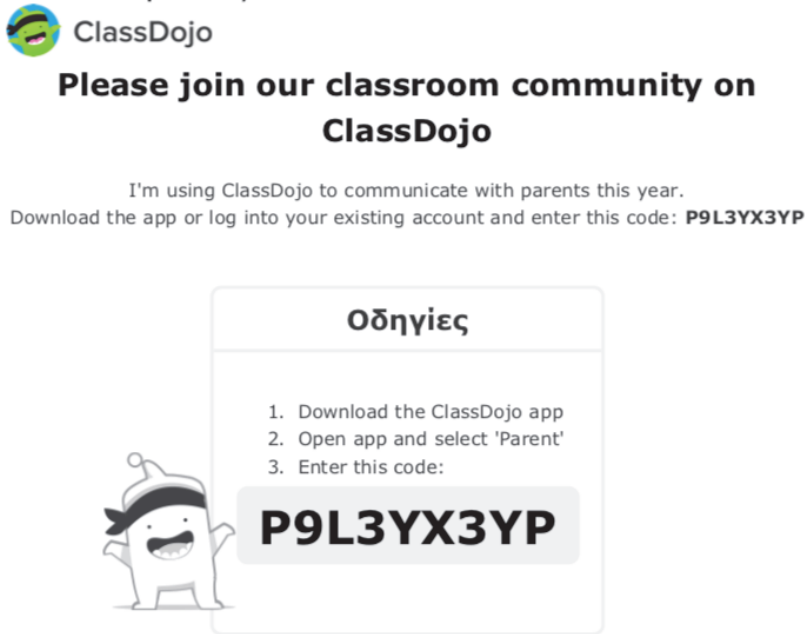 ClassDojo
Please join our classroom community on
ClassDojo
I'm using ClassDojo to communicate with parents this year.
Download the app or log into your existing account and enter this code: P9L3YX3YP
Οδηγίες
1. Download the ClassDojo app
2. Open app and select 'Parent'
3. Enter this code:
P9L3YX3YP